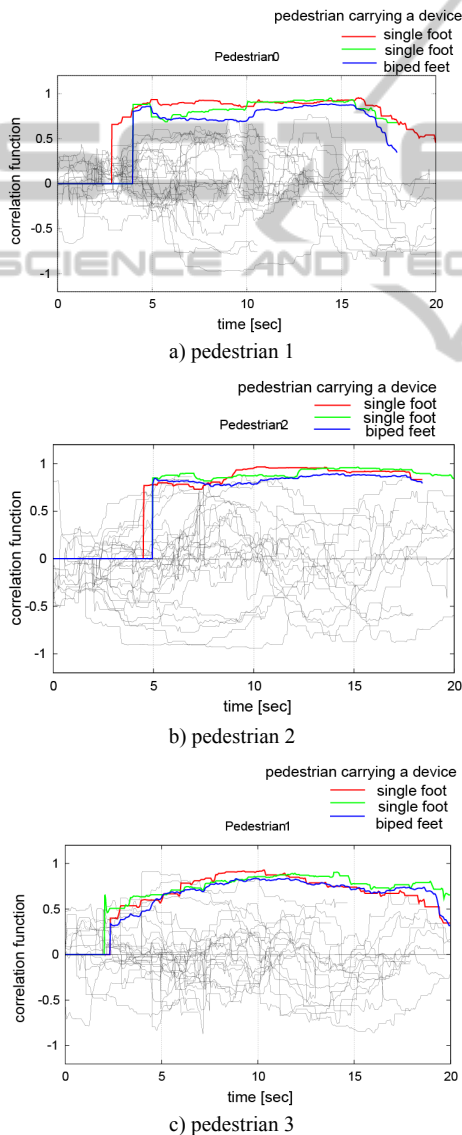 pedestrian carrying a device
single foot
single foot
biped feet
Pedestrian0
correlation function
1
0.5
0
-0.5
-1
0 5 10 15 20
time [sec]
a) pedestrian 1
SCIENCE AND TEC
pedestrian carrying a device
single foot
single foot
biped feet
Pedestrian2
correlation function
1
0.5
0
-0.5
-1
0 5 10 15 20
time [sec]
b) pedestrian 2
pedestrian carrying a device
single foot
single foot
biped feet
Pedestrian1
correlation function
1
0.5
0
-0.5
-1
0 5 10 15 20
time [sec]
c) pedestrian 3